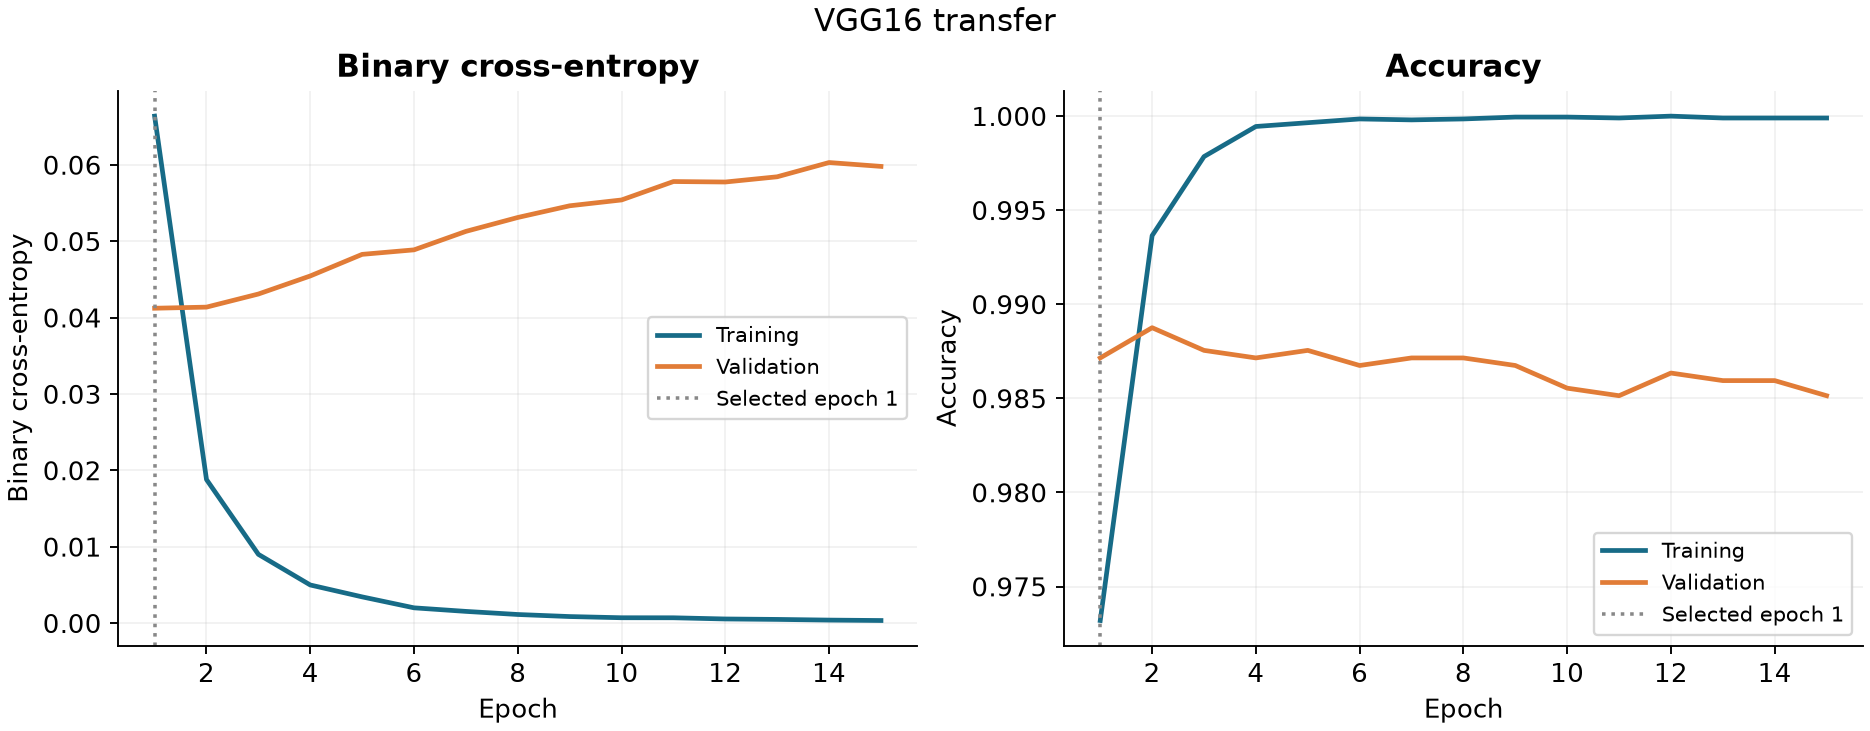 VGG16 transfer
Binary cross-entropy
Binary cross-entropy
0.06
0.05
0.04
0.03
0.02
0.01
0.00
2 4 6 8 10 12 14
Epoch
Training
Validation
Selected epoch 1
Accuracy
Accuracy
1.000
0.995
0.990
0.985
0.980
0.975
2 4 6 8 10 12 14
Epoch
Training
Validation
Selected epoch 1